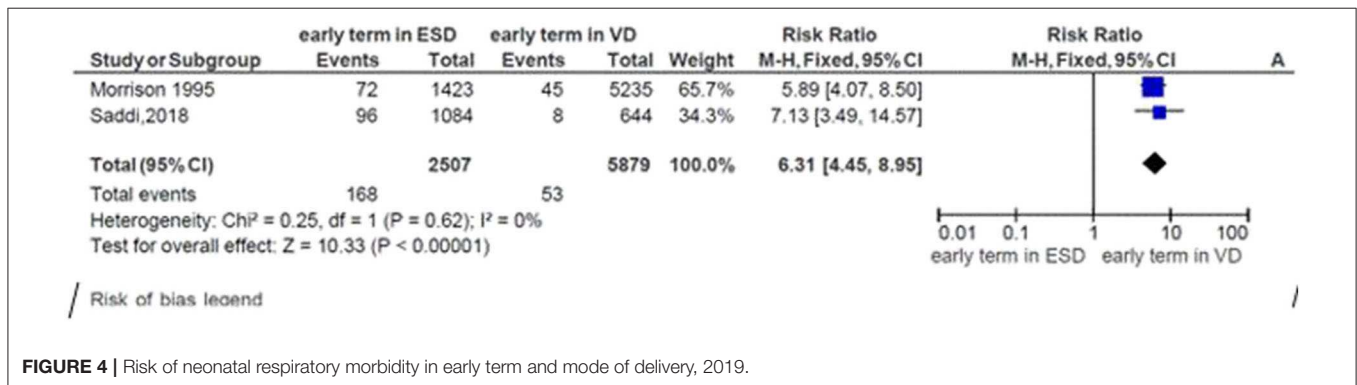 early term in ESD early term in VD Risk Ratio Risk Ratio
Study or Subgroup Events Total Events Total Weight M-H, Fixed, 95% CI M-H, Fixed, 95% CI A
Morrison 1995 72 1423 45 5235 65.7% 5.89 [4.07, 8.50]
Saddi,2018 96 1084 8 644 34.3% 7.13 [3.49, 14.57]
Total (95% CI) 2507 5879 100.0% 6.31 [4.45, 8.95]
Total events 168 53
Heterogeneity: Chi² = 0.25, df = 1 (P = 0.62); I² = 0%
Test for overall effect: Z = 10.33 (P < 0.00001)
0.01 0.1 1 10 100
early term in ESD early term in VD
Risk of bias legend
FIGURE 4 | Risk of neonatal respiratory morbidity in early term and mode of delivery, 2019.